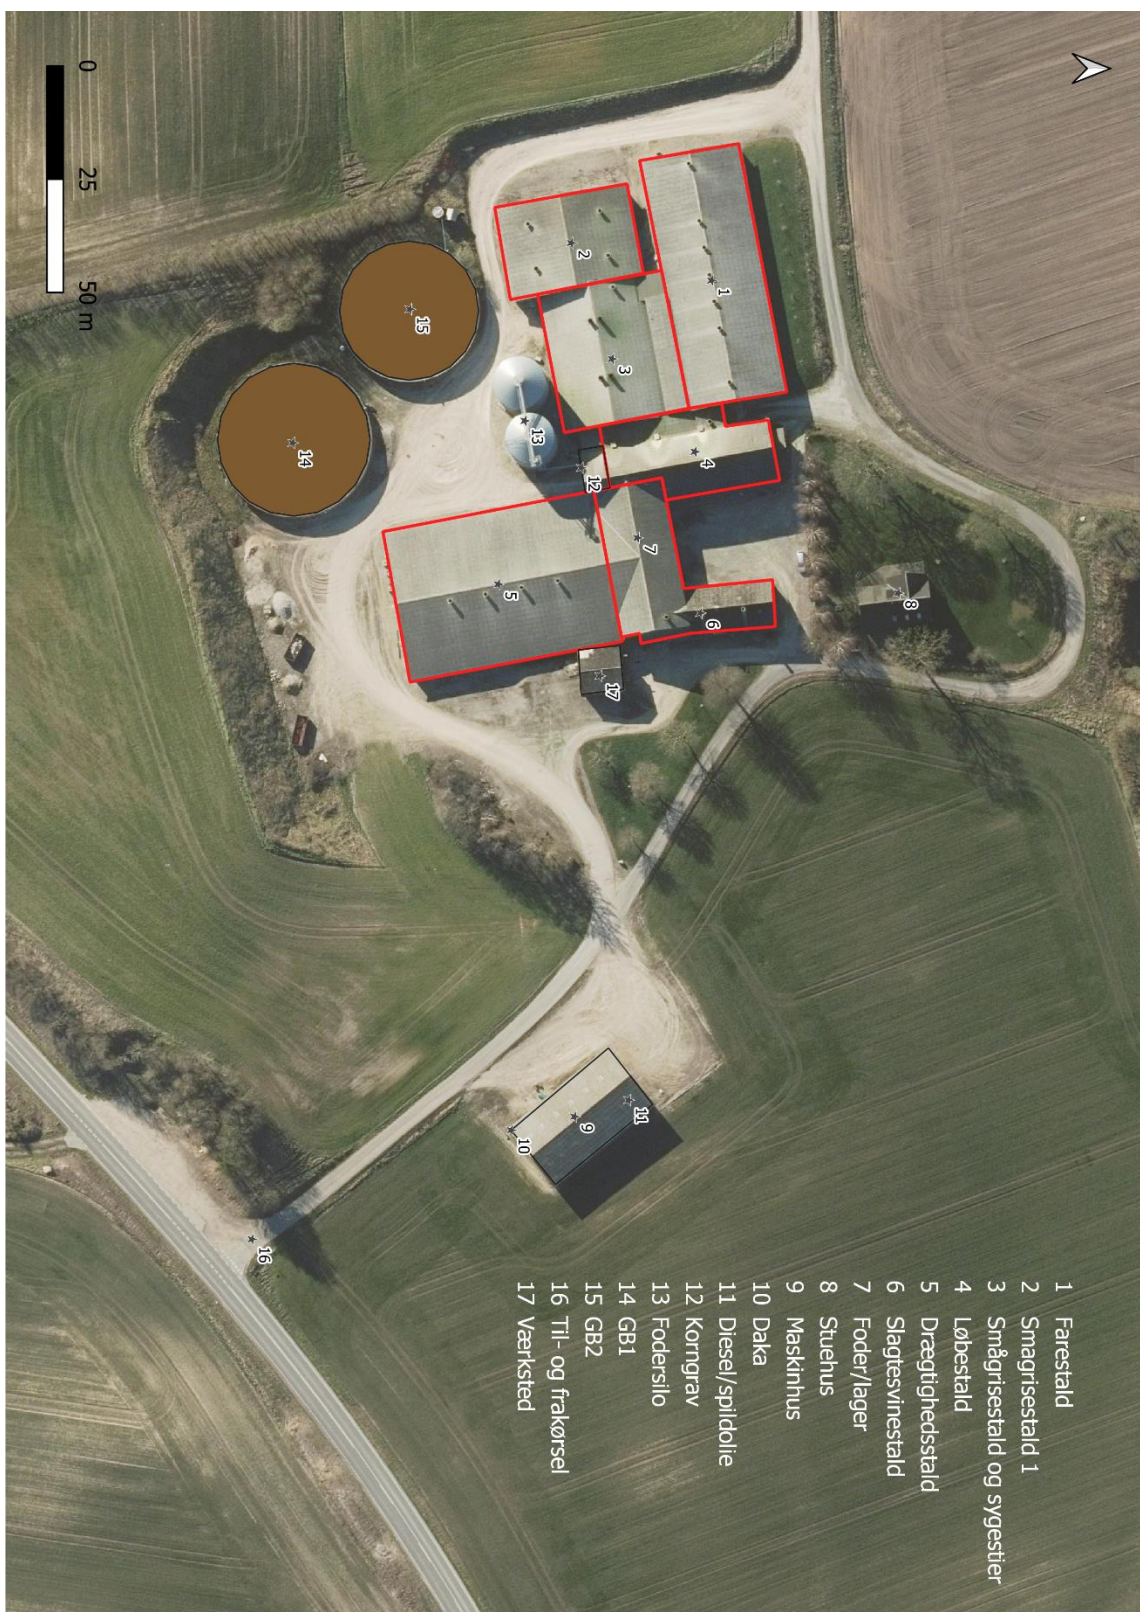 0 25 50 m
1
2
3
4
5
6
7
8
9
10
11
12
13
14
15
16
17
1 Farestald
2 Smagrisestald 1
3 Smågrisestald og sygestier
4 Løbestald
5 Drægtighedsstald
6 Slagtesvinestald
7 Foder/lager
8 Stuehus
9 Maskinhus
10 Daka
11 Diesel/spildolie
12 Korngrav
13 Fodersilo
14 GB1
15 GB2
16 Til- og frakørsel
17 Værksted